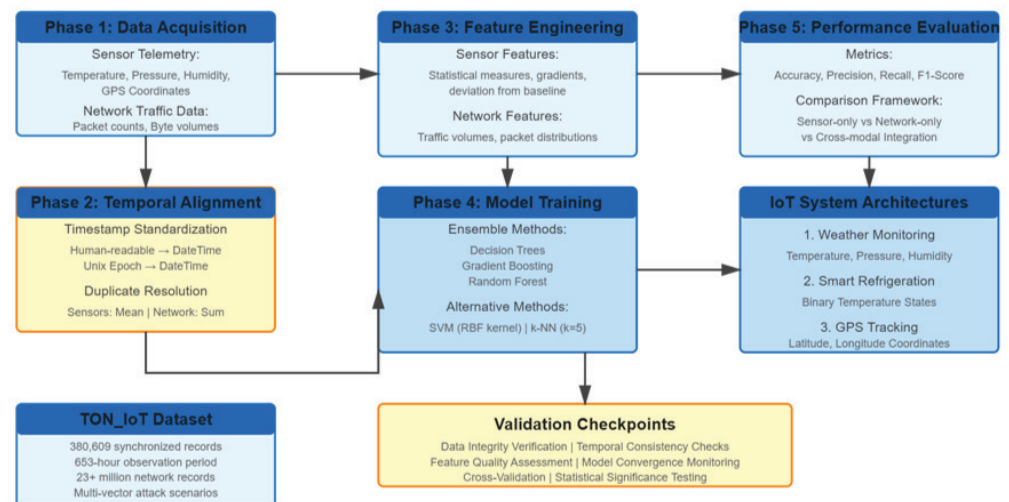 Phase 1: Data Acquisition
Sensor Telemetry:
Temperature, Pressure, Humidity,
GPS Coordinates
Network Traffic Data:
Packet counts, Byte volumes
Phase 2: Temporal Alignment
Timestamp Standardization
Human-readable → DateTime
Unix Epoch → DateTime
Duplicate Resolution
Sensors: Mean | Network: Sum
TON_IoT Dataset
380,609 synchronized records
653-hour observation period
23+ million network records
Multi-vector attack scenarios
Phase 3: Feature Engineering
Sensor Features:
Statistical measures, gradients,
deviation from baseline
Network Features:
Traffic volumes, packet distributions
Phase 4: Model Training
Ensemble Methods:
Decision Trees
Gradient Boosting
Random Forest
Alternative Methods:
SVM (RBF kernel) | k-NN (k=5)
Validation Checkpoints
Data Integrity Verification | Temporal Consistency Checks
Feature Quality Assessment | Model Convergence Monitoring
Cross-Validation | Statistical Significance Testing
Phase 5: Performance Evaluation
Metrics:
Accuracy, Precision, Recall, F1-Score
Comparison Framework:
Sensor-only vs Network-only
vs Cross-modal Integration
IoT System Architectures
1. Weather Monitoring
Temperature, Pressure, Humidity
2. Smart Refrigeration
Binary Temperature States
3. GPS Tracking
Latitude, Longitude Coordinates